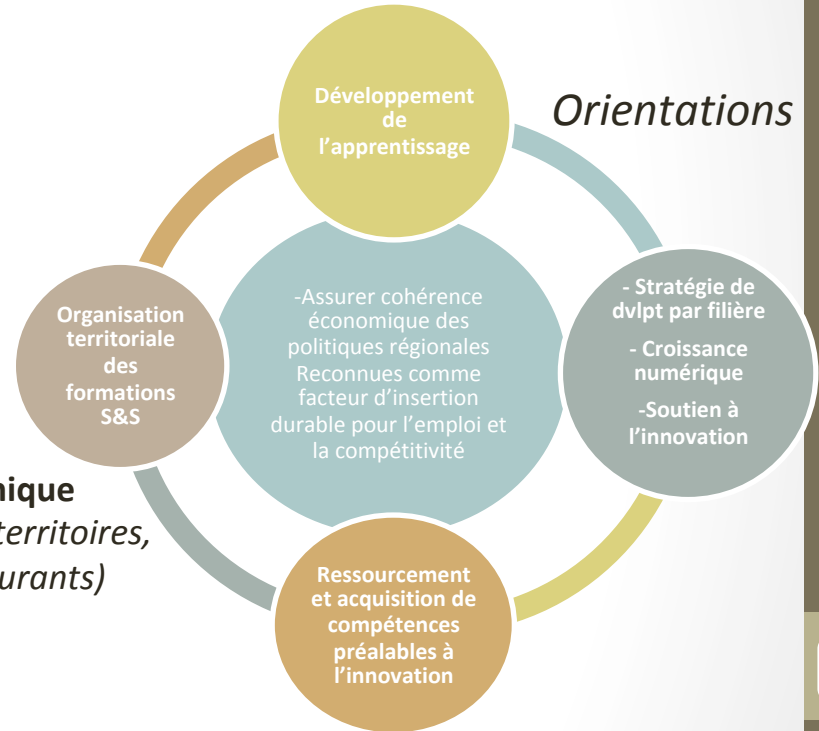 Développement
de
l'apprentissage
Orientations
- Stratégie de
dvlpt par filière
- Croissance
numérique
-Soutien à
l'innovation
-Assurer cohérence
économique des
politiques régionales
Reconnues comme
facteur d'insertion
durable pour l'emploi et
la compétitivité
Organisation
territoriale
des
formations
S&S
territoires,
Ressourcement
et acquisition de
compétences
préalables à
l'innovation